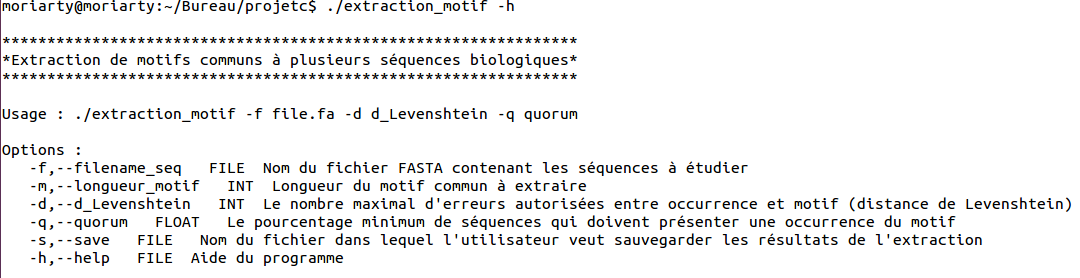 moriarty@moriarty:~/Bureau/projetc$ ./extraction_motif -h
****************************************************************
*Extraction de motifs communs à plusieurs séquences biologiques*
****************************************************************
Usage : ./extraction_motif -f file.fa -d d_Levenshtein -q quorum
Options :
-f,--filename_seq FILE Nom du fichier FASTA contenant les séquences à étudier
-m,--longueur_motif INT Longueur du motif commun à extraire
-d,--d_Levenshtein INT Le nombre maximal d'erreurs autorisées entre occurrence et motif (distance de Levenshtein)
-q,--quorum FLOAT Le pourcentage minimum de séquences qui doivent présenter une occurrence du motif
-s,--save FILE Nom du fichier dans lequel l'utilisateur veut sauvegarder les résultats de l'extraction
-h,--help FILE Aide du programme